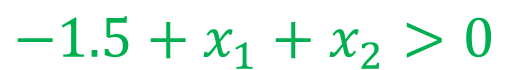 −1.5 + 𝑥₁ + 𝑥₂ > 0